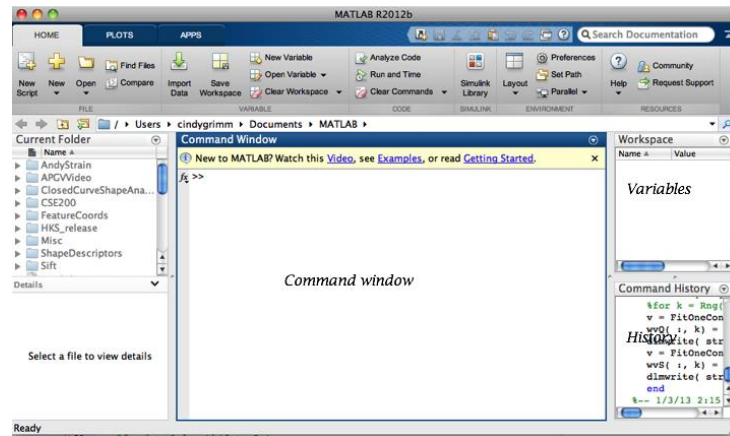 MATLAB R2012b
HOME PLOTS APPS Search Documentation
New Script New Open Find Files Compare
Import Data Save Workspace New Variable Open Variable Clear Workspace
Analyze Code Run and Time Clear Commands
Simulink Library Layout Preferences Set Path Parallel
Help Community Request Support
FILE VARIABLE CODE SIMULINK ENVIRONMENT RESOURCES
/ Users cindygrimm Documents MATLAB
Current Folder
Name
AndyStrain
APGVVideo
ClosedCurveShapeAna...
CSE200
FeatureCoords
HKS_release
Misc
ShapeDescriptors
Sift
Details
Select a file to view details
Command Window
New to MATLAB? Watch this Video, see Examples, or read Getting Started.
fx >>
Command window
Workspace
Name Value
Variables
Command History
%for k = Rng(
v = FitOneCon
wvQ( :, k) =
dlmwrite( str
History
v = FitOneCon
wvS( :, k) =
dlmwrite( str
end
%-- 1/3/13 2:15
Ready